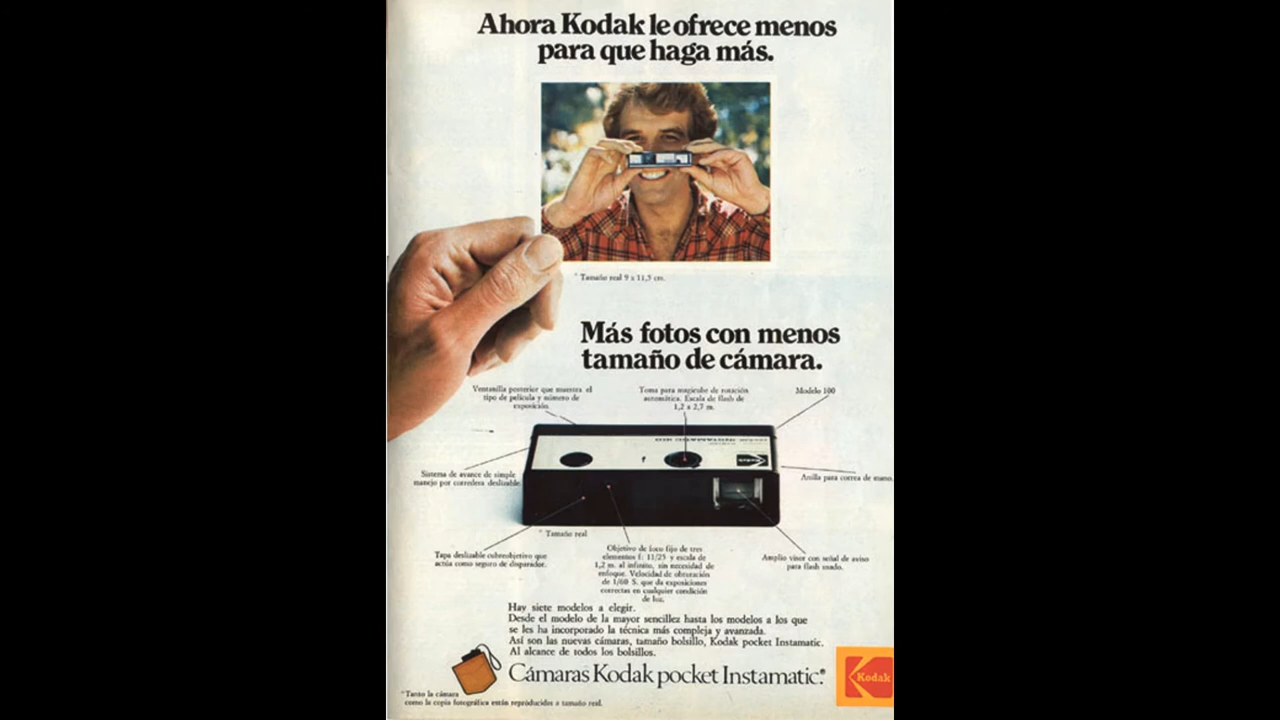 Ahora Kodak le ofrece menos
para que haga más.
* Tamaño real 9 x 11,5 cm.
Más fotos con menos
tamaño de cámara.
Ventanilla posterior que muestra el
tipo de película y número de
exposición.
Toma para magicube de rotación
automática. Escala de flash de
1,2 a 2,7 m.
Modelo 100
Kodak
Sistema de avance de simple
manejo por corredera deslizable.
Anilla para correa de mano.
* Tamaño real
Tapa deslizable cubreobjetivo que
actúa como seguro de disparador.
Objetivo de foco fijo de tres
elementos f: 11/25 y escala de
1,2 m. al infinito, sin necesidad de
enfoque. Velocidad de obturación
de 1/60 S. que da exposiciones
correctas en cualquier condición
de luz.
Amplio visor con señal de aviso
para flash usado.
Hay siete modelos a elegir.
Desde el modelo de la mayor sencillez hasta los modelos a los que
se les ha incorporado la técnica más compleja y avanzada.
Así son las nuevas cámaras, tamaño bolsillo, Kodak pocket Instamatic.
Al alcance de todos los bolsillos.
Cámaras Kodak pocket Instamatic.®
Kodak
*Tanto la cámara
como la copia fotográfica están reproducidas a tamaño real.